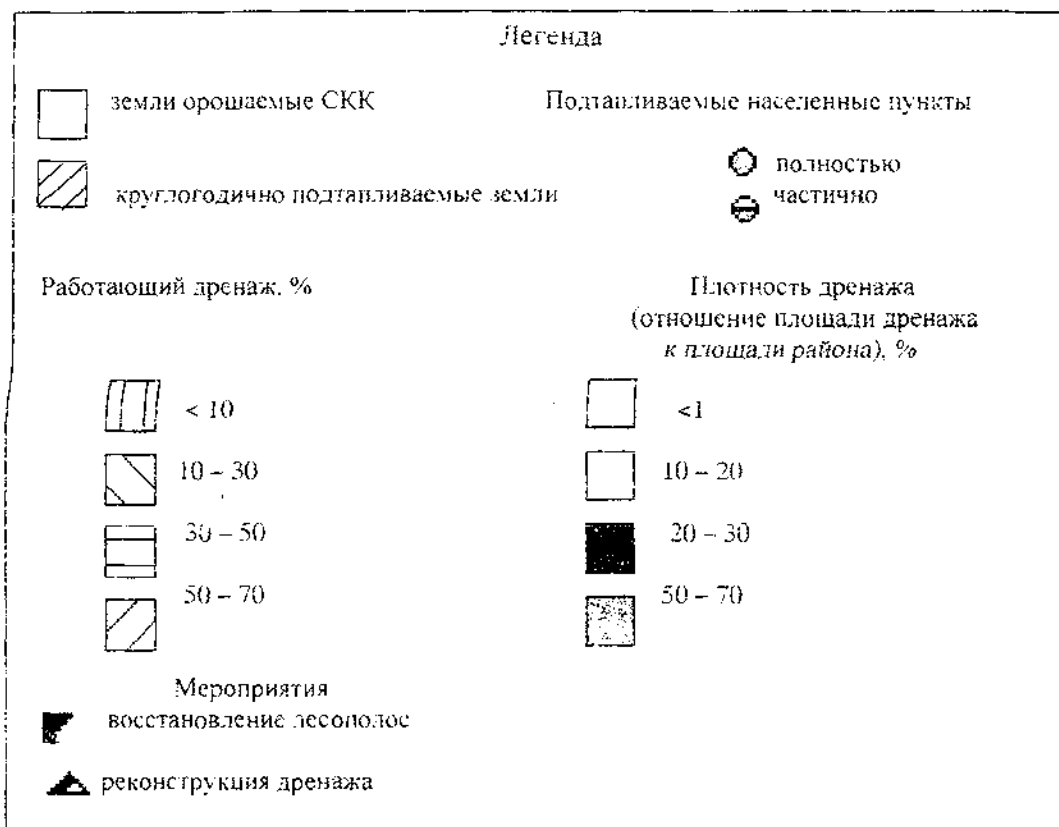 Легенда
земли орошаемые СКК
круглогодично подтапливаемые земли
Подтапливаемые населенные пункты
полностью
частично
Работающий дренаж, %
< 10
10 – 30
30 – 50
50 – 70
Плотность дренажа
(отношение площади дренажа
к площади района), %
<1
10 – 20
20 – 30
50 – 70
Мероприятия
восстановление лесополос
реконструкция дренажа